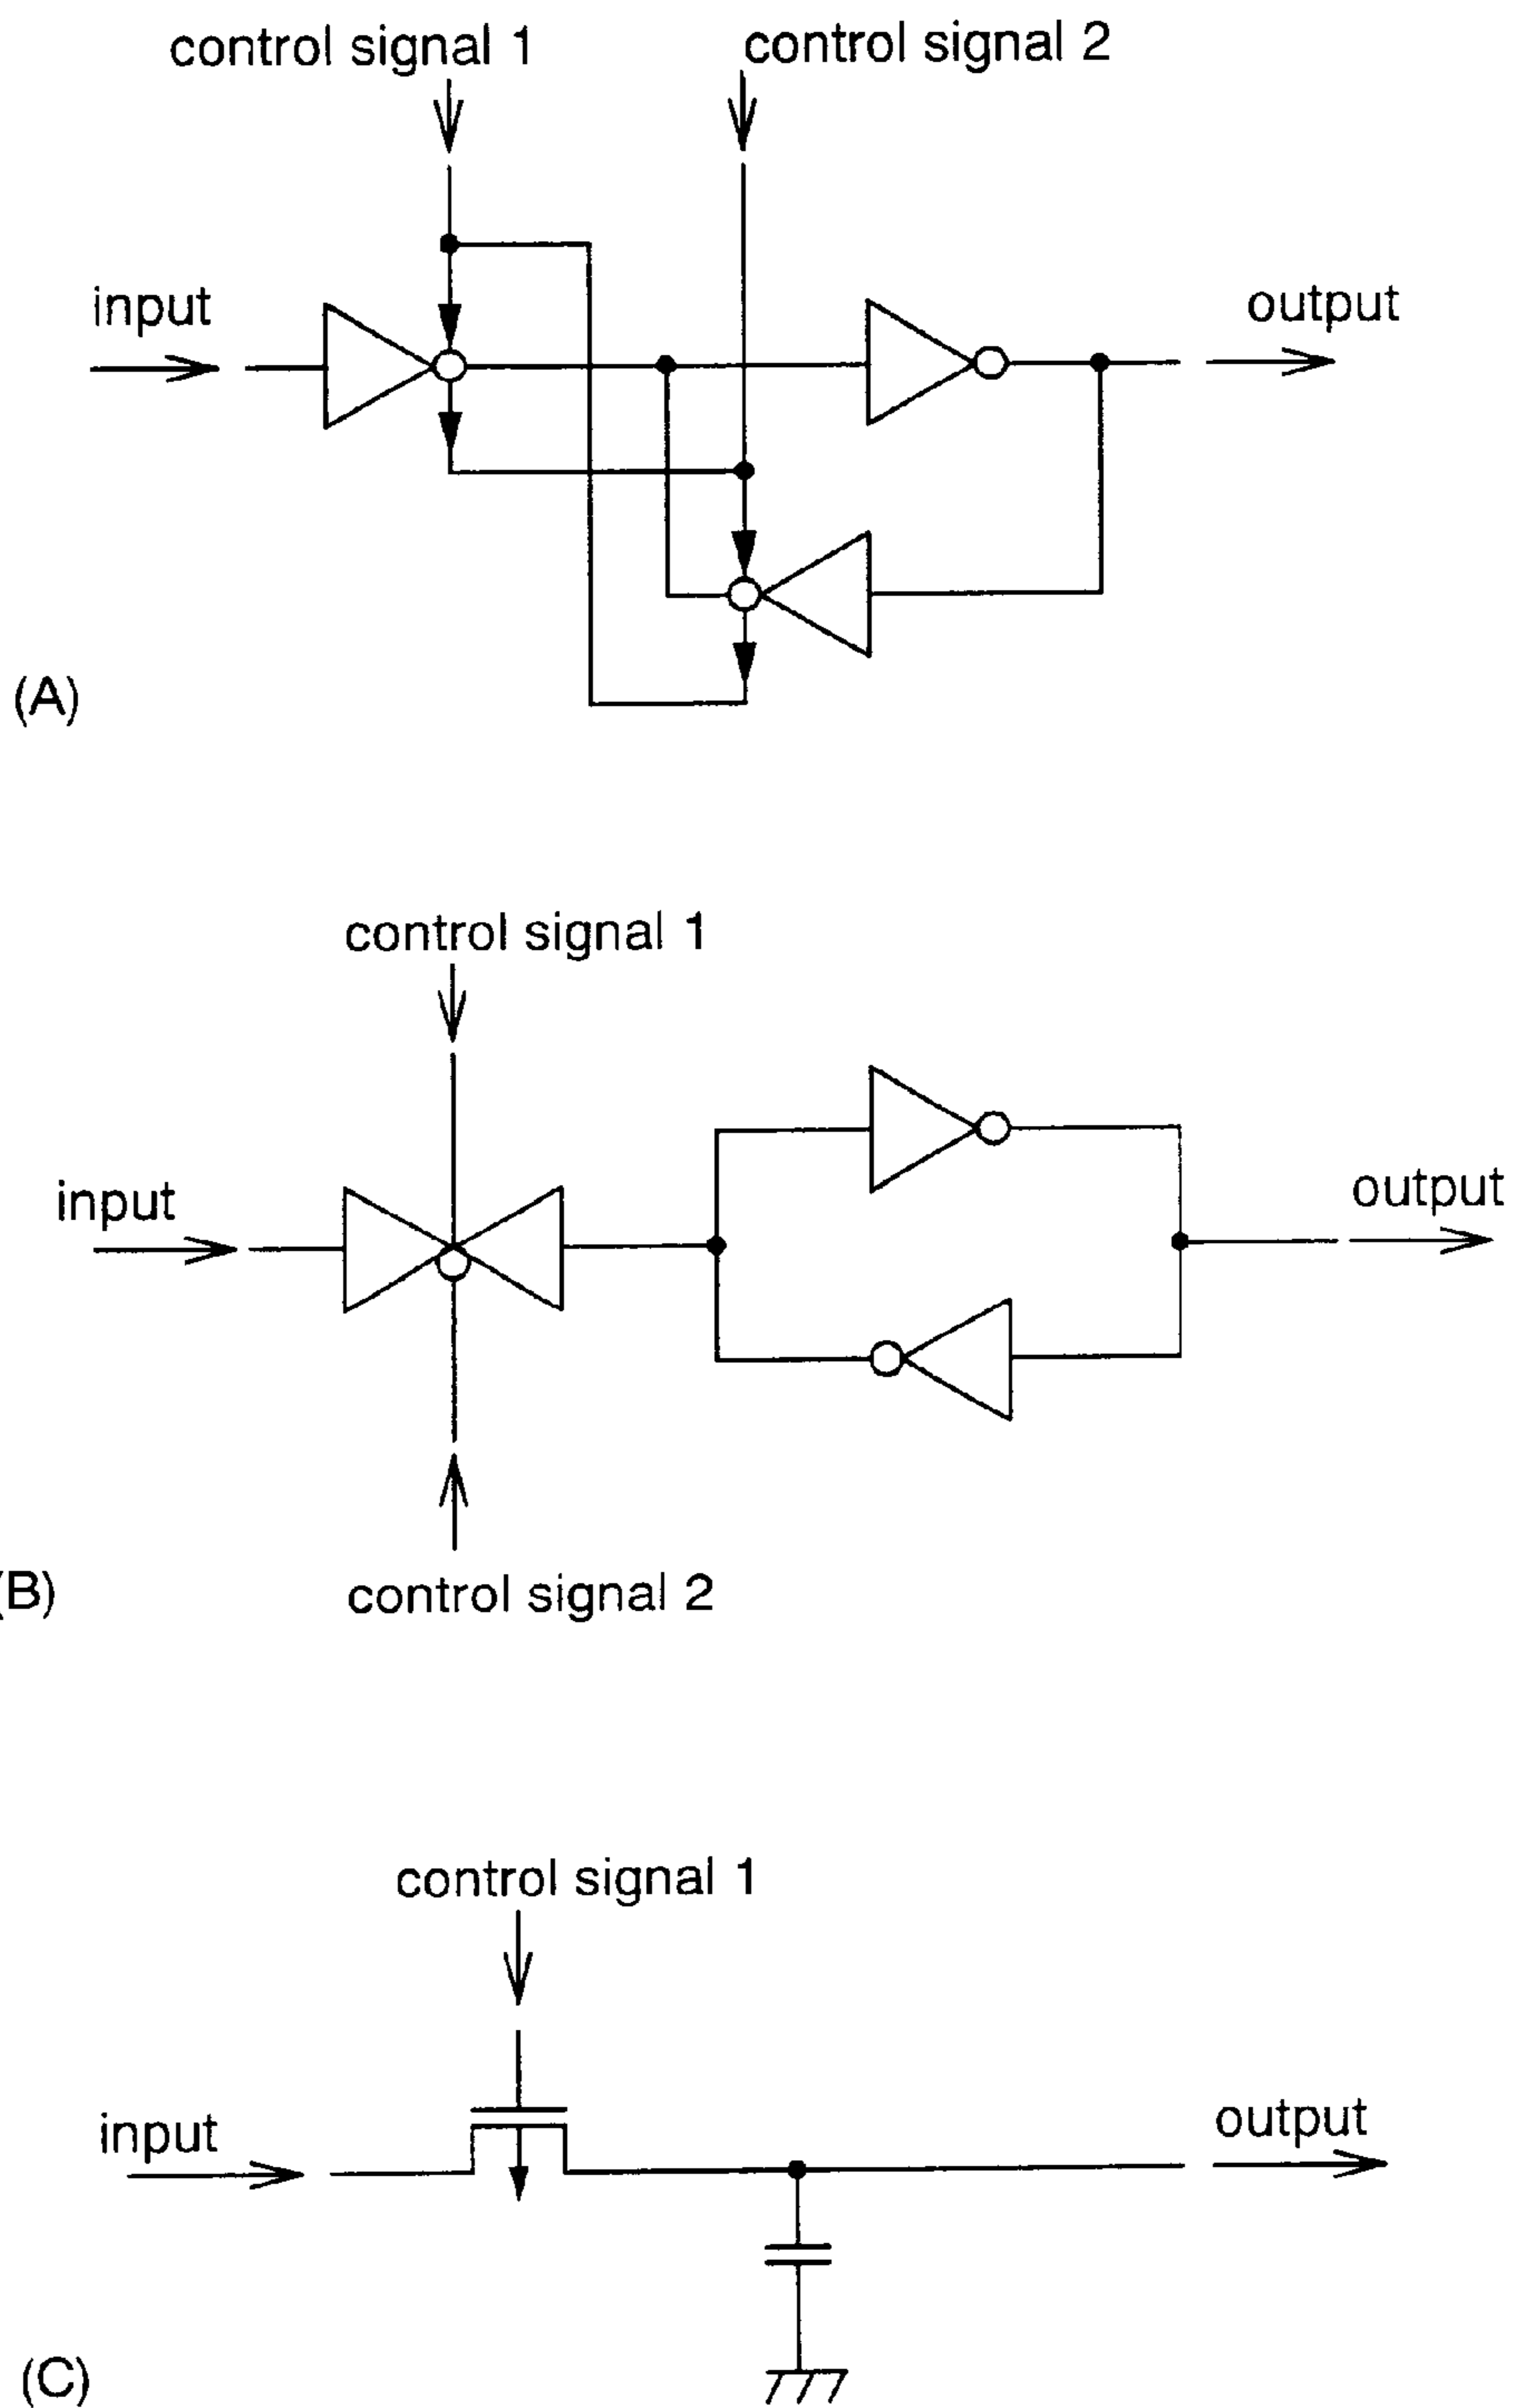 control signal 1
control signal 2
input
output
(A)
control signal 1
input
output
(B)
control signal 2
control signal 1
input
output
(C)